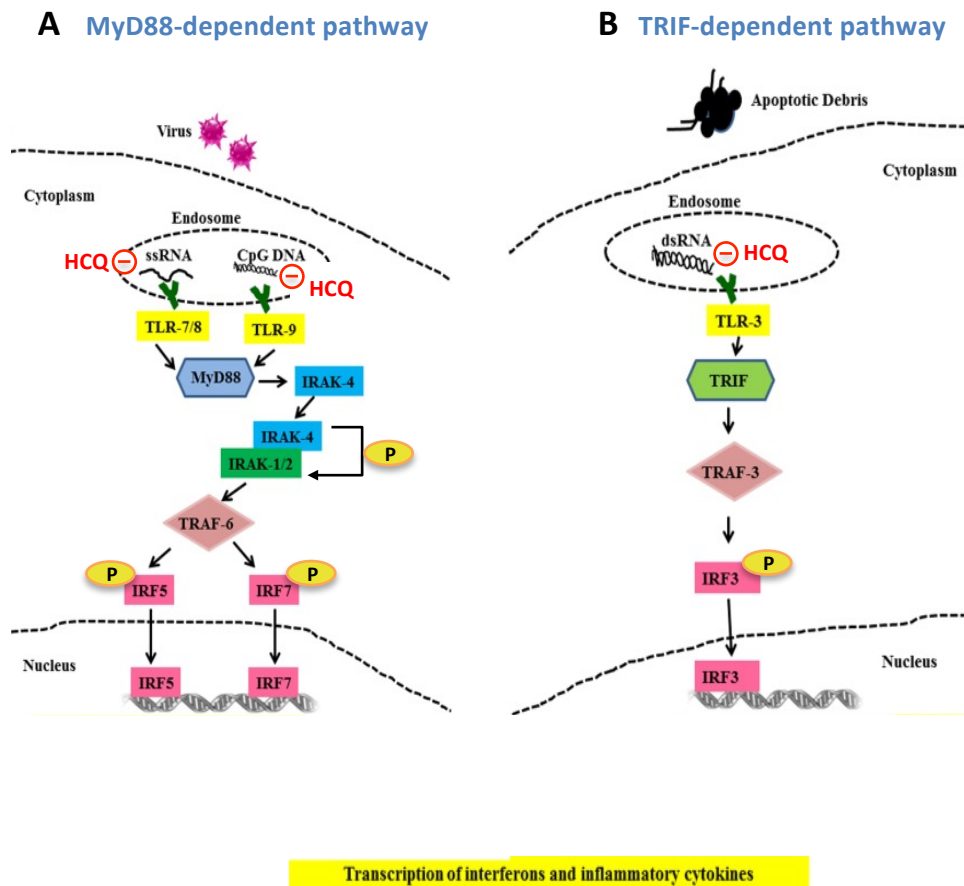 A MyD88-dependent pathway
Virus
Cytoplasm
Endosome
HCQ
ssRNA
CpG DNA
HCQ
TLR-7/8
TLR-9
MyD88
IRAK-4
IRAK-4
P
IRAK-1/2
TRAF-6
P
IRF5
P
IRF7
Nucleus
IRF5
IRF7
B TRIF-dependent pathway
Apoptotic Debris
Cytoplasm
Endosome
dsRNA
HCQ
TLR-3
TRIF
TRAF-3
P
IRF3
Nucleus
IRF3
Transcription of interferons and inflammatory cytokines